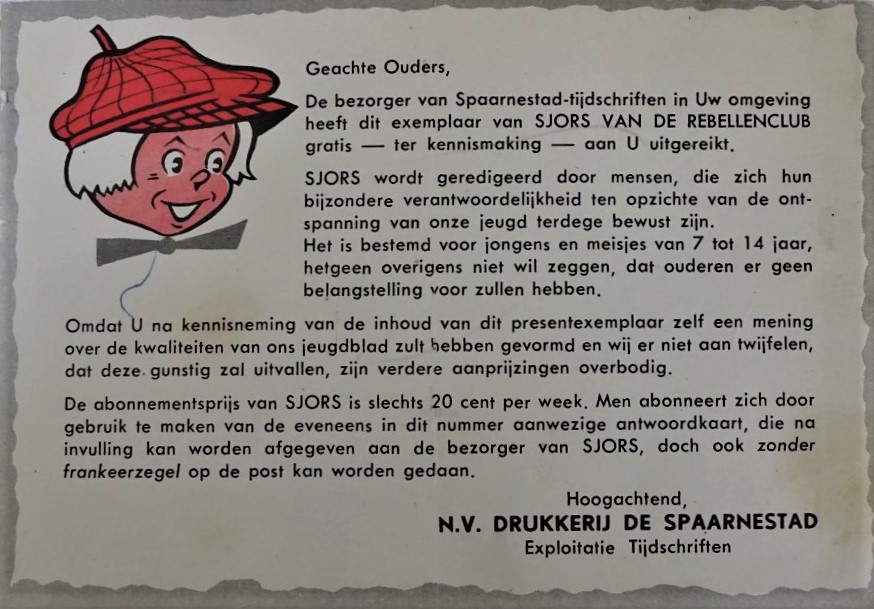 Geachte Ouders,
De bezorger van Spaarnestad-tijdschriften in Uw omgeving
heeft dit exemplaar van SJORS VAN DE REBELLENCLUB
gratis — ter kennismaking — aan U uitgereikt.
SJORS wordt geredigeerd door mensen, die zich hun
bijzondere verantwoordelijkheid ten opzichte van de ont-
spanning van onze jeugd terdege bewust zijn.
Het is bestemd voor jongens en meisjes van 7 tot 14 jaar,
hetgeen overigens niet wil zeggen, dat ouderen er geen
belangstelling voor zullen hebben.
Omdat U na kennisneming van de inhoud van dit presentexemplaar zelf een mening
over de kwaliteiten van ons jeugdblad zult hebben gevormd en wij er niet aan twijfelen,
dat deze gunstig zal uitvallen, zijn verdere aanprijzingen overbodig.
De abonnementsprijs van SJORS is slechts 20 cent per week. Men abonneert zich door
gebruik te maken van de eveneens in dit nummer aanwezige antwoordkaart, die na
invulling kan worden afgegeven aan de bezorger van SJORS, doch ook zonder
frankeerzegel op de post kan worden gedaan.
Hoogachtend,
N.V. DRUKKERIJ DE SPAARNESTAD
Exploitatie Tijdschriften